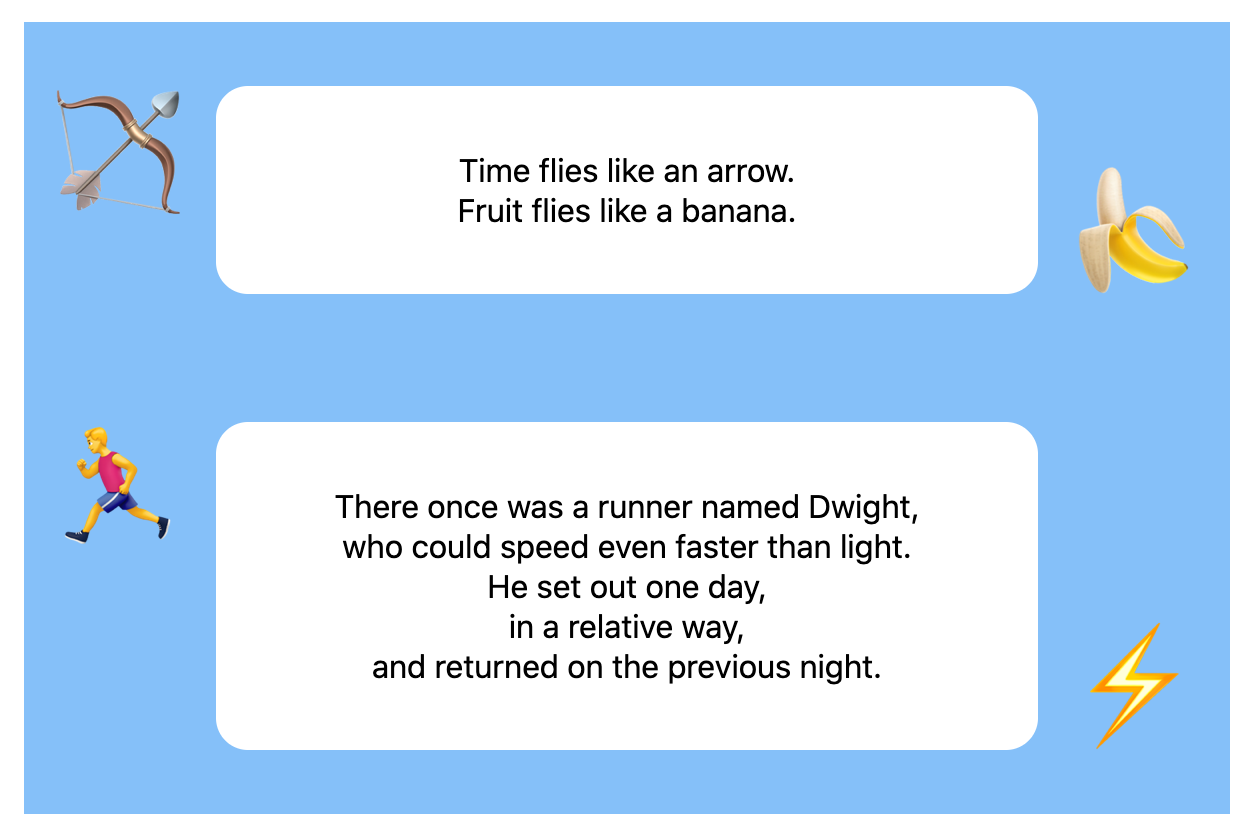 Time flies like an arrow.
Fruit flies like a banana.
There once was a runner named Dwight,
who could speed even faster than light.
He set out one day,
in a relative way,
and returned on the previous night.